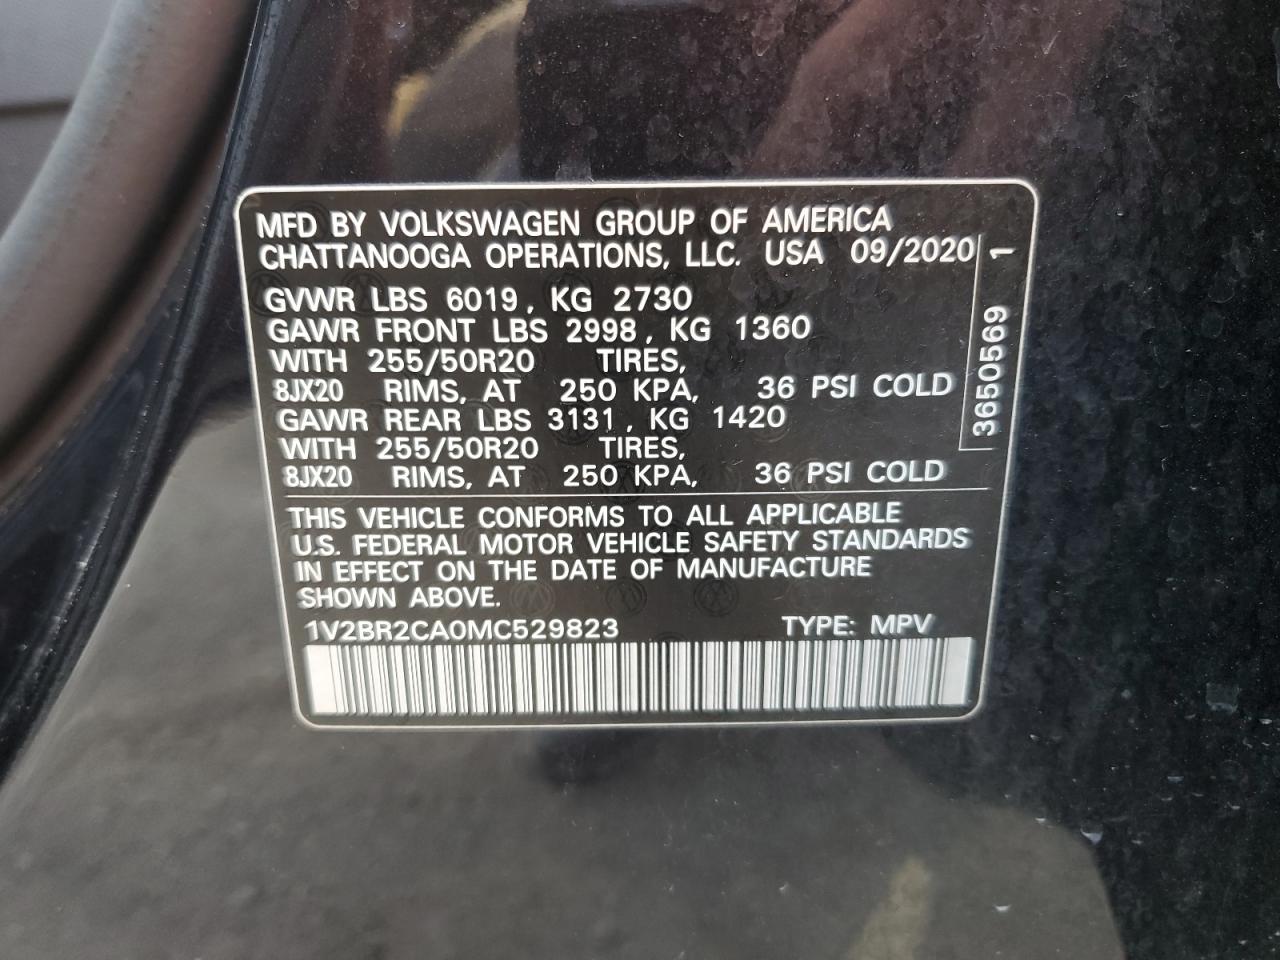 MFD BY VOLKSWAGEN GROUP OF AMERICA
CHATTANOOGA OPERATIONS, LLC. USA 09/2020
GVWR LBS 6019, KG 2730
GAWR FRONT LBS 2998, KG 1360
WITH 255/50R20 TIRES,
8JX20 RIMS, AT 250 KPA, 36 PSI COLD
GAWR REAR LBS 3131, KG 1420
WITH 255/50R20 TIRES,
8JX20 RIMS, AT 250 KPA, 36 PSI COLD
THIS VEHICLE CONFORMS TO ALL APPLICABLE
U.S. FEDERAL MOTOR VEHICLE SAFETY STANDARDS
IN EFFECT ON THE DATE OF MANUFACTURE
SHOWN ABOVE.
1V2BR2CA0MC529823 TYPE: MPV
3650569 1